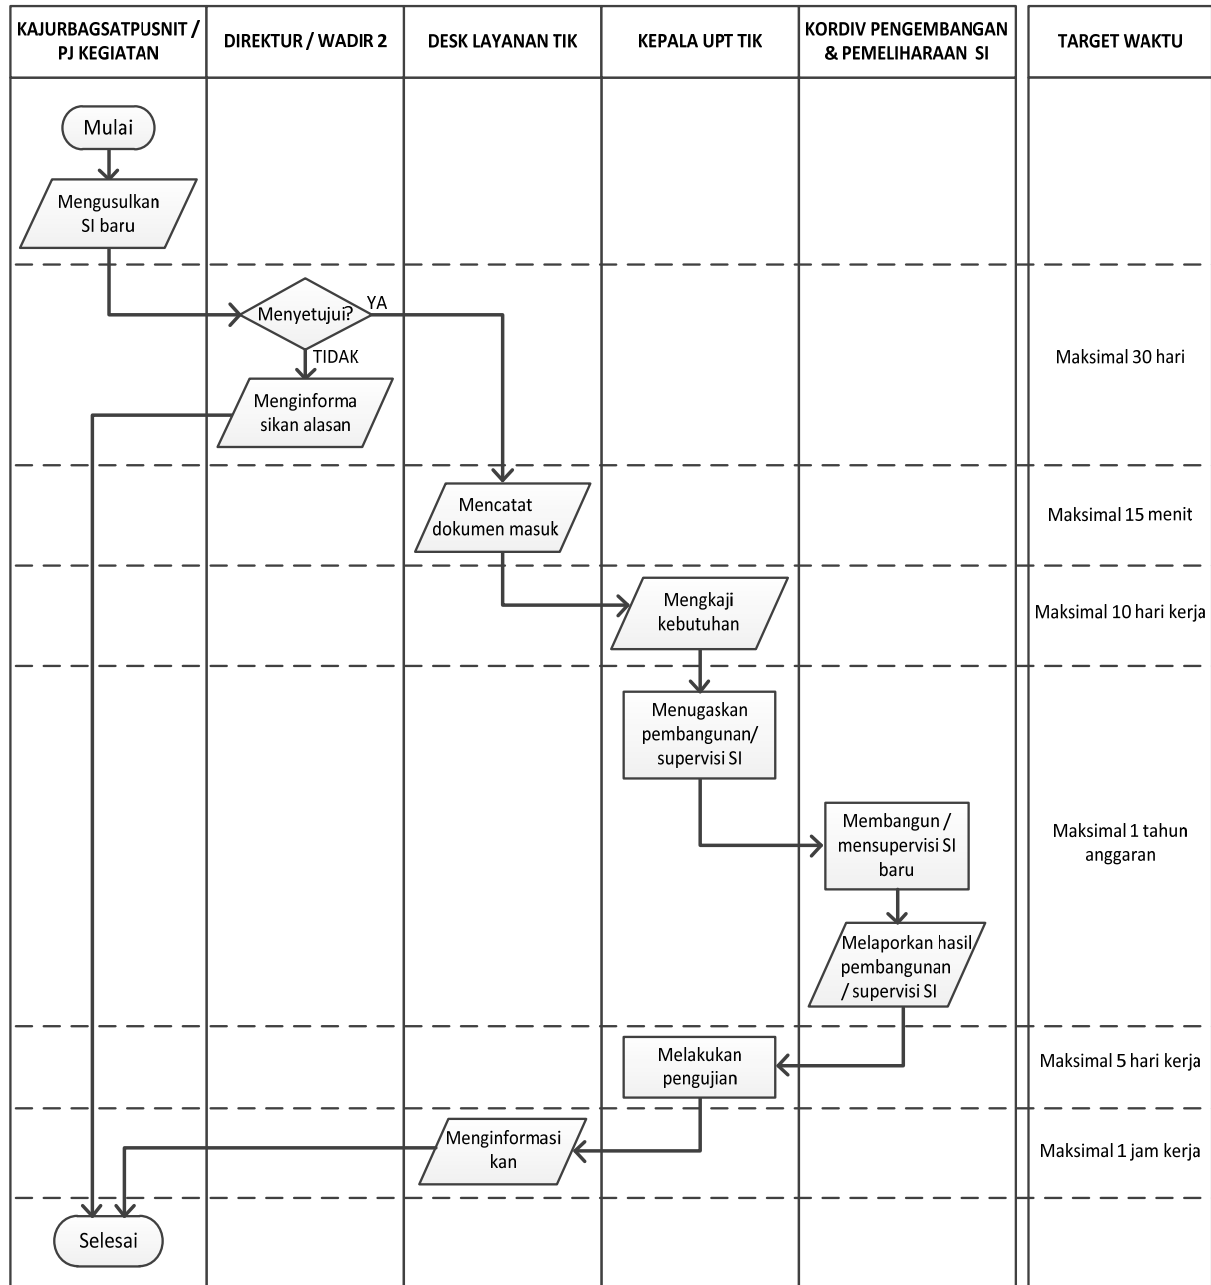 KAJURBAGSATPUSNIT /
PJ KEGIATAN
DIREKTUR / WADIR 2
DESK LAYANAN TIK
KEPALA UPT TIK
KORDIV PENGEMBANGAN
& PEMELIHARAAN SI
TARGET WAKTU
Mulai
Mengusulkan
SI baru
Menyetujui?
YA
TIDAK
Menginforma
sikan alasan
Maksimal 30 hari
Mencatat
dokumen masuk
Maksimal 15 menit
Mengkaji
kebutuhan
Maksimal 10 hari kerja
Menugaskan
pembangunan/
supervisi SI
Membangun /
mensupervisi SI
baru
Maksimal 1 tahun
anggaran
Melaporkan hasil
pembangunan
/ supervisi SI
Melakukan
pengujian
Maksimal 5 hari kerja
Menginformasi
kan
Maksimal 1 jam kerja
Selesai